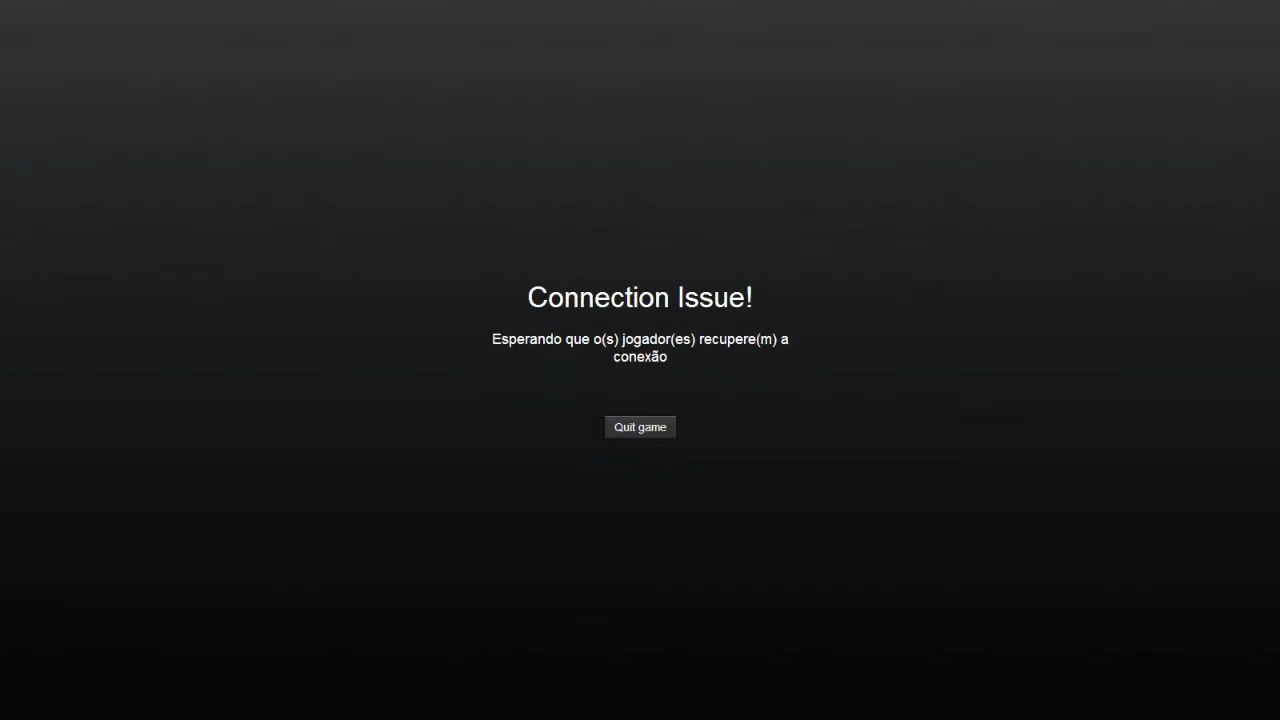 Connection Issue!
Esperando que o(s) jogador(es) recupere(m) a
conexão
Quit game